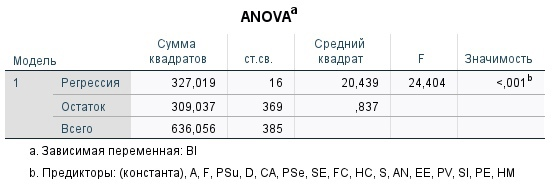 ANOVAa
Модель Сумма квадратов ст.св. Средний квадрат F Значимость
1 Регрессия 327,019 16 20,439 24,404 <,001b
Остаток 309,037 369 ,837
Всего 636,056 385
a. Зависимая переменная: BI
b. Предикторы: (константа), A, F, PSu, D, CA, PSe, SE, FC, HC, S, AN, EE, PV, SI, PE, HM